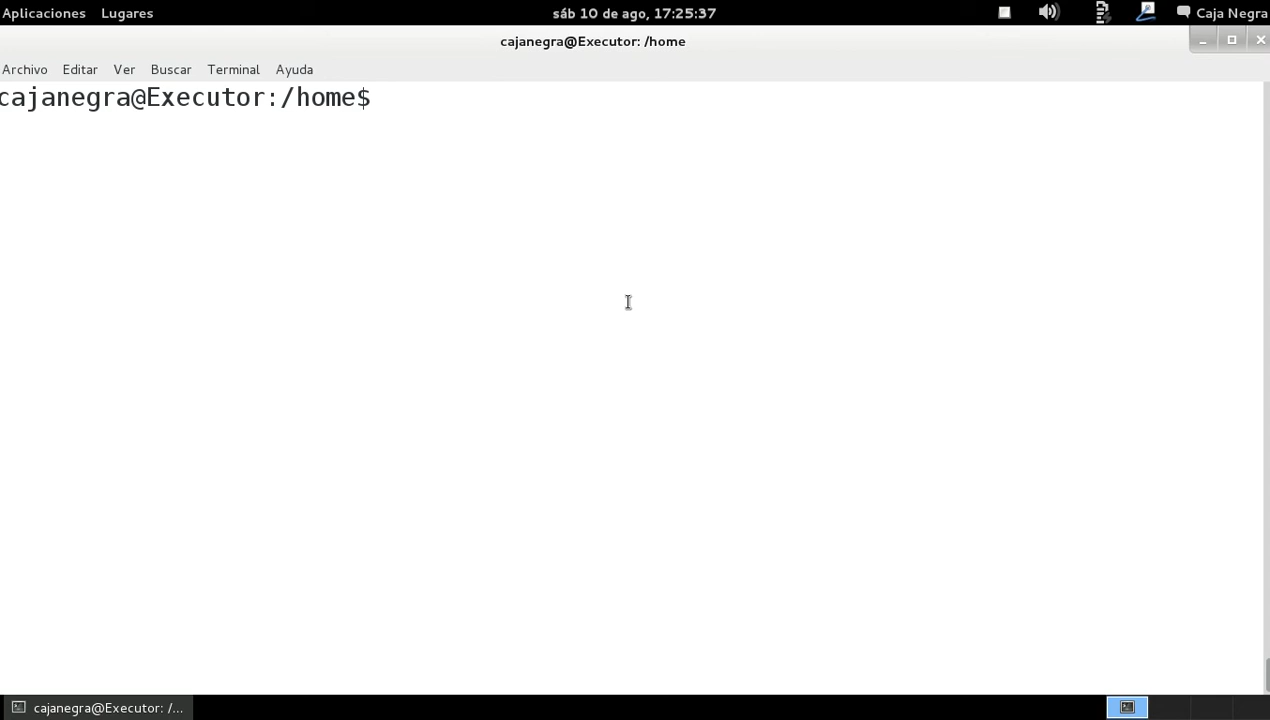 Aplicaciones Lugares sáb 10 de ago, 17:25:37 Caja Negra
cajanegra@Executor: /home
Archivo Editar Ver Buscar Terminal Ayuda
cajanegra@Executor:/home$
cajanegra@Executor: /...